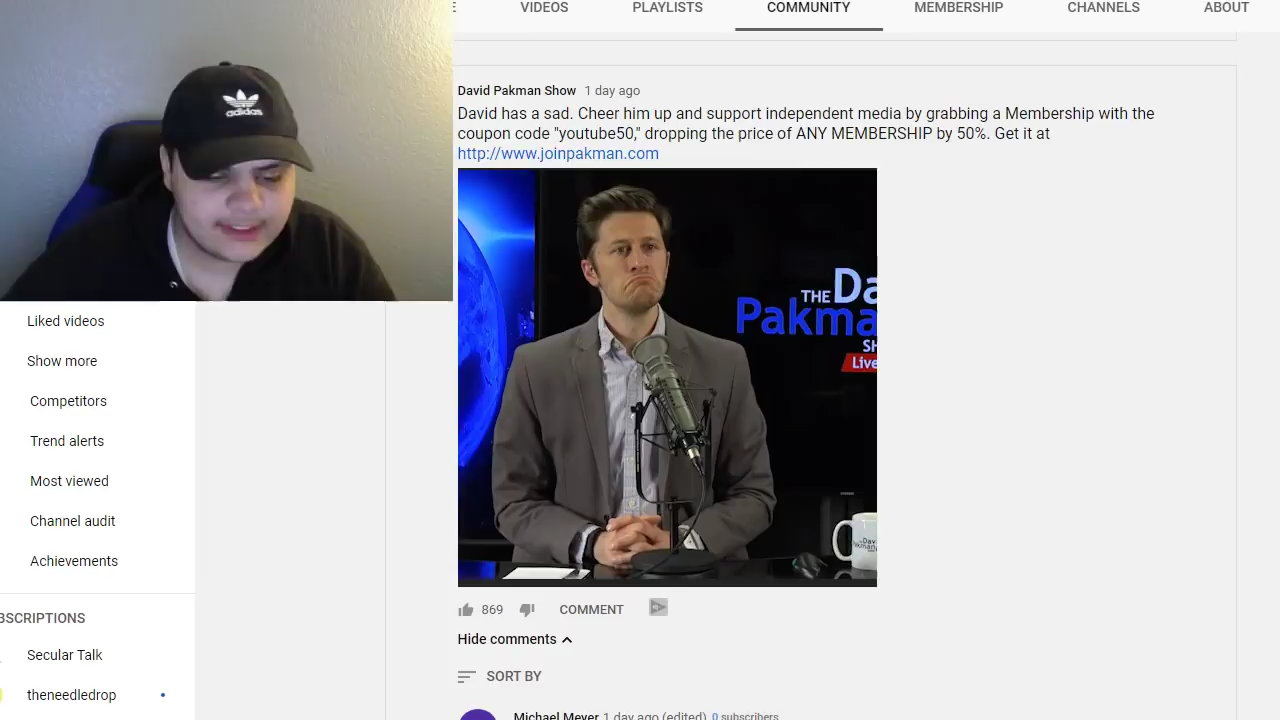 VIDEOS PLAYLISTS COMMUNITY MEMBERSHIP CHANNELS ABOUT
adidas
David Pakman Show 1 day ago
David has a sad. Cheer him up and support independent media by grabbing a Membership with the
coupon code "youtube50," dropping the price of ANY MEMBERSHIP by 50%. Get it at
http://www.joinpakman.com
THE Da
Pakma
SH
Live
Liked videos
Show more
Competitors
Trend alerts
Most viewed
Channel audit
Achievements
BSCRIPTIONS
Secular Talk
theneedledrop
869 COMMENT
Hide comments
SORT BY
Michael Meyer 1 day ago (edited) 0 subscribers